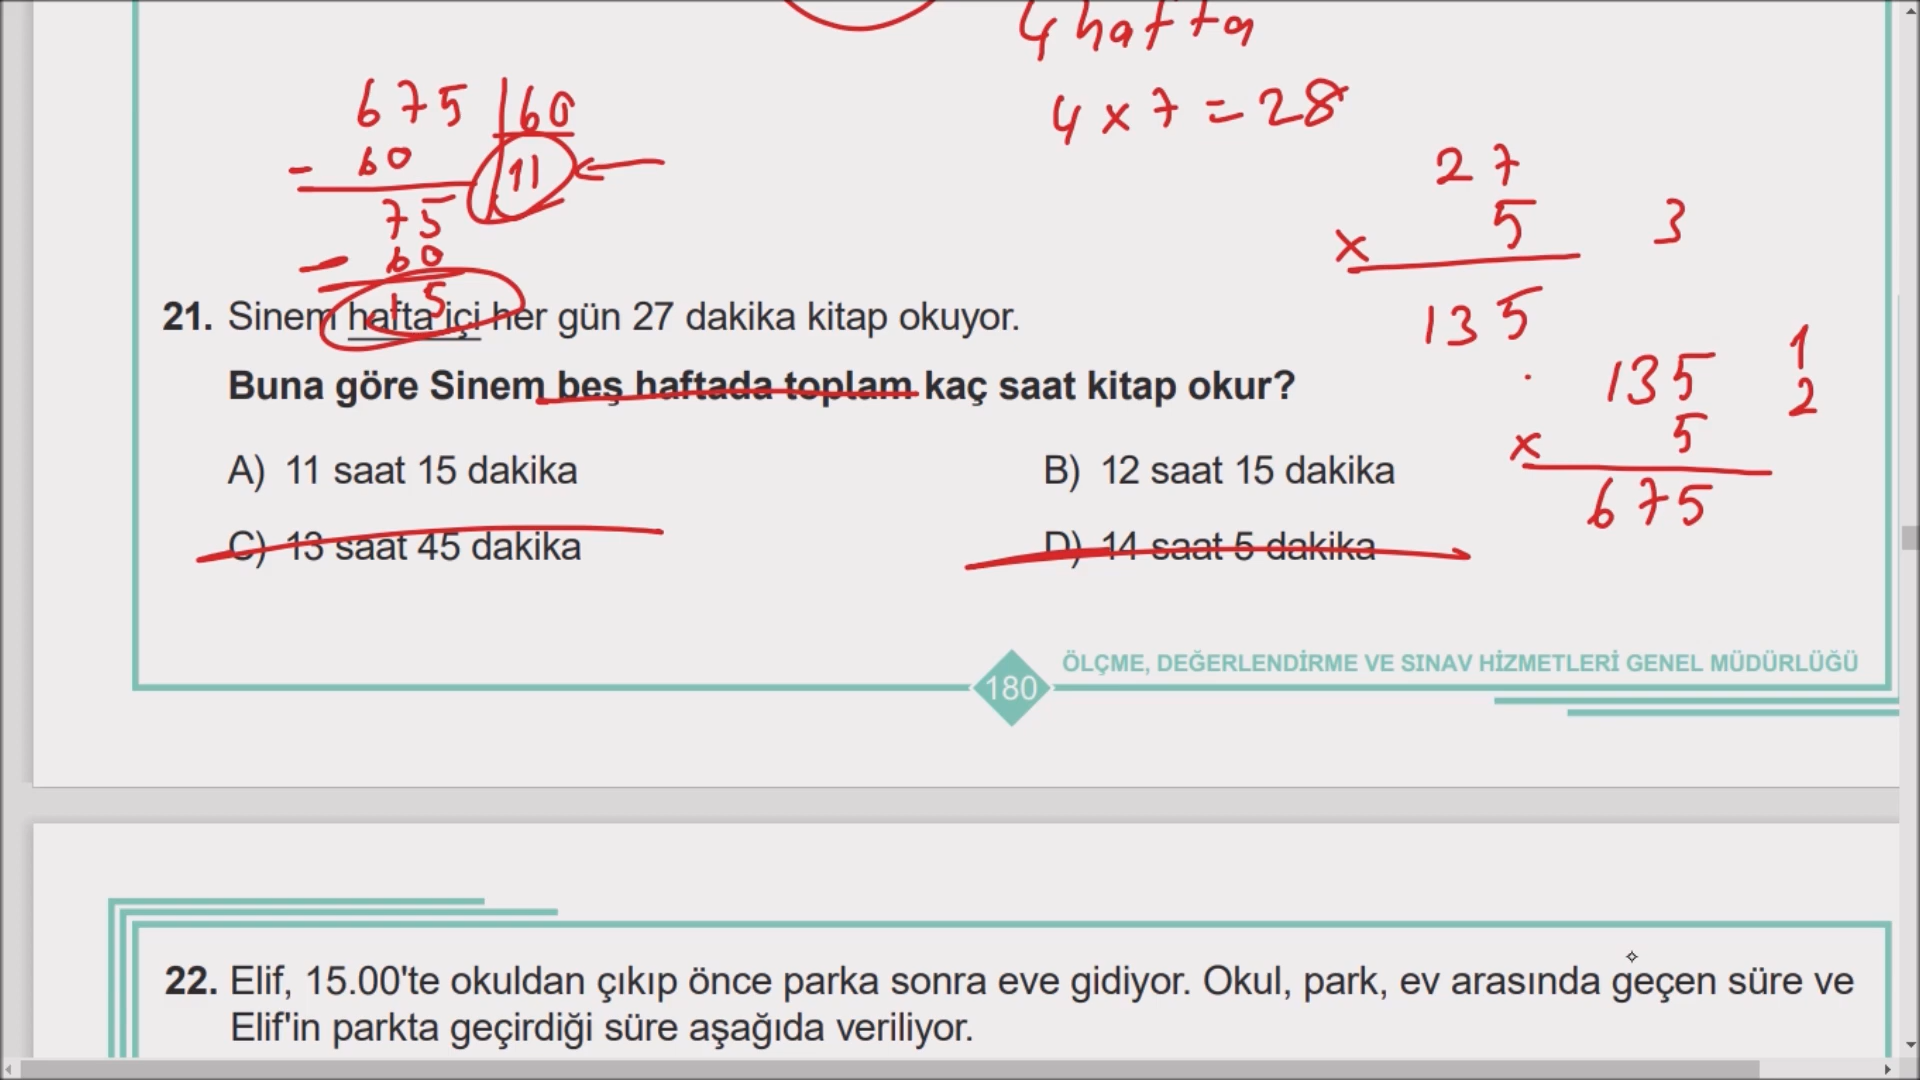 4 hafta
4 x 7 = 28
675 | 60
- 60 11
75
- 60
15
27
x 5 3
135
135 1
x 5 2
675
21. Sinem hafta içi her gün 27 dakika kitap okuyor.
Buna göre Sinem beş haftada toplam kaç saat kitap okur?
A) 11 saat 15 dakika
B) 12 saat 15 dakika
C) 13 saat 45 dakika
D) 14 saat 5 dakika
ÖLÇME, DEĞERLENDİRME VE SINAV HİZMETLERİ GENEL MÜDÜRLÜĞÜ
180
22. Elif, 15.00'te okuldan çıkıp önce parka sonra eve gidiyor. Okul, park, ev arasında geçen süre ve
Elif'in parkta geçirdiği süre aşağıda veriliyor.